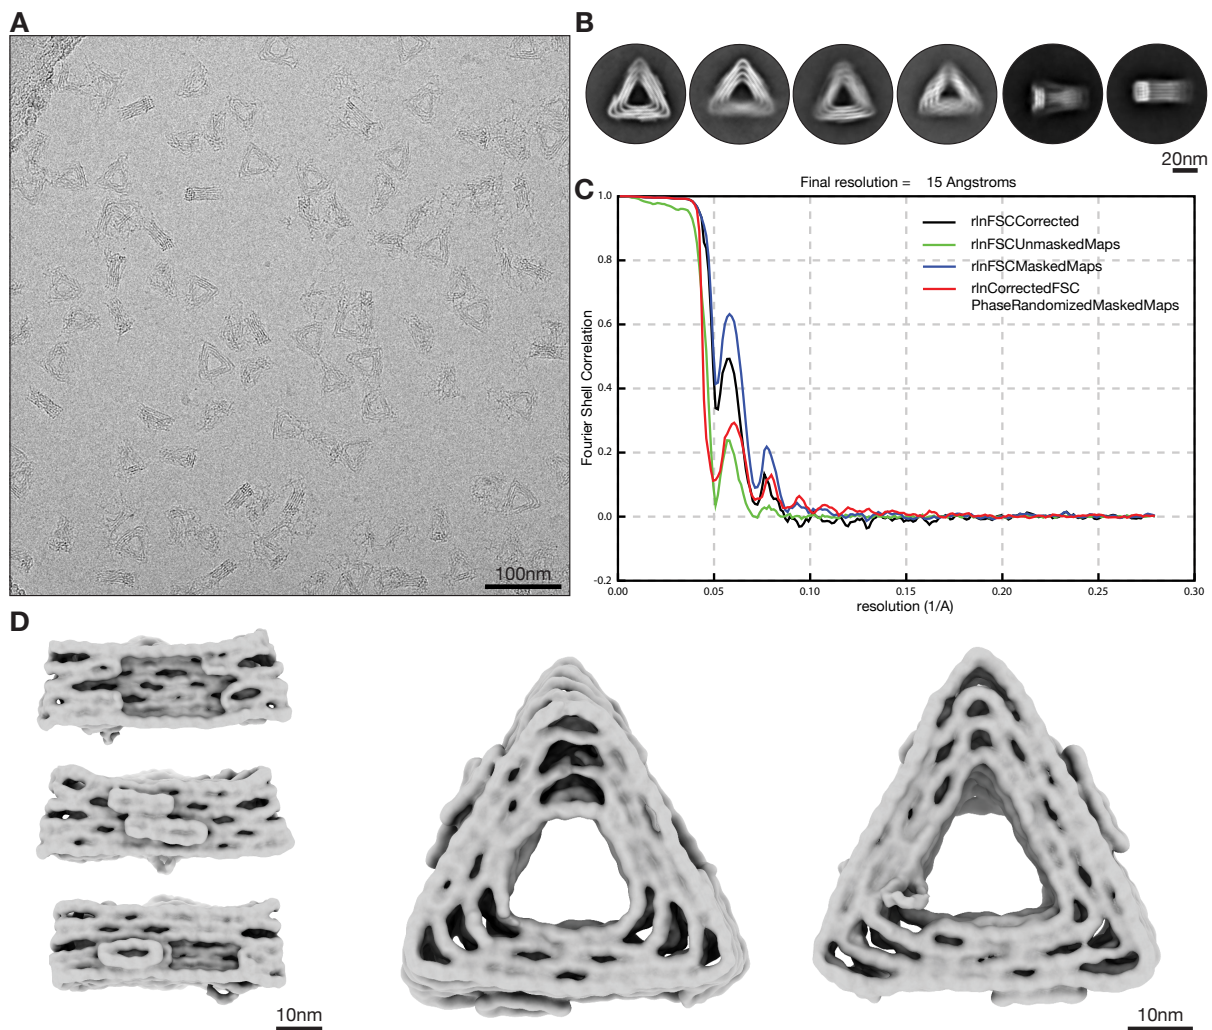 A
B
100nm
20nm
C
Final resolution = 15 Angstroms
1.0
0.8
0.6
0.4
0.2
0.0
-0.2
Fourier Shell Correlation
rlnFSCCorrected
rlnFSCUnmaskedMaps
rlnFSCMaskedMaps
rlnCorrectedFSC
PhaseRandomizedMaskedMaps
0.00 0.05 0.10 0.15 0.20 0.25 0.30
resolution (1/A)
D
10nm
10nm